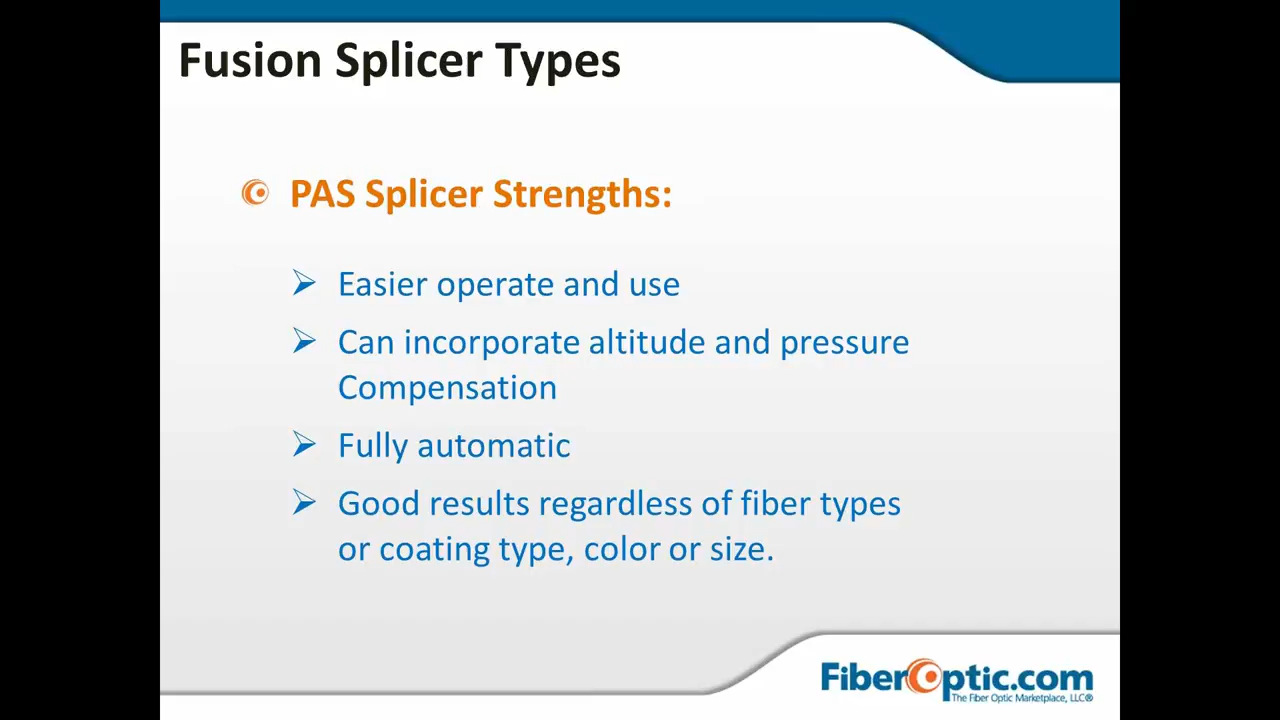 Fusion Splicer Types
PAS Splicer Strengths:
Easier operate and use
Can incorporate altitude and pressure
Compensation
Fully automatic
Good results regardless of fiber types
or coating type, color or size.
FiberOptic.com
The Fiber Optic Marketplace, LLC®